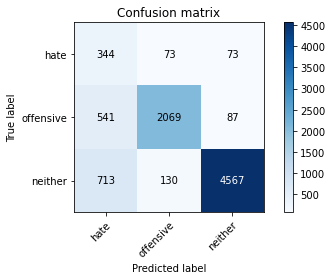 Confusion matrix
hate 344 73 73
offensive 541 2069 87
neither 713 130 4567
hate offensive neither
True label
Predicted label
4500
4000
3500
3000
2500
2000
1500
1000
500